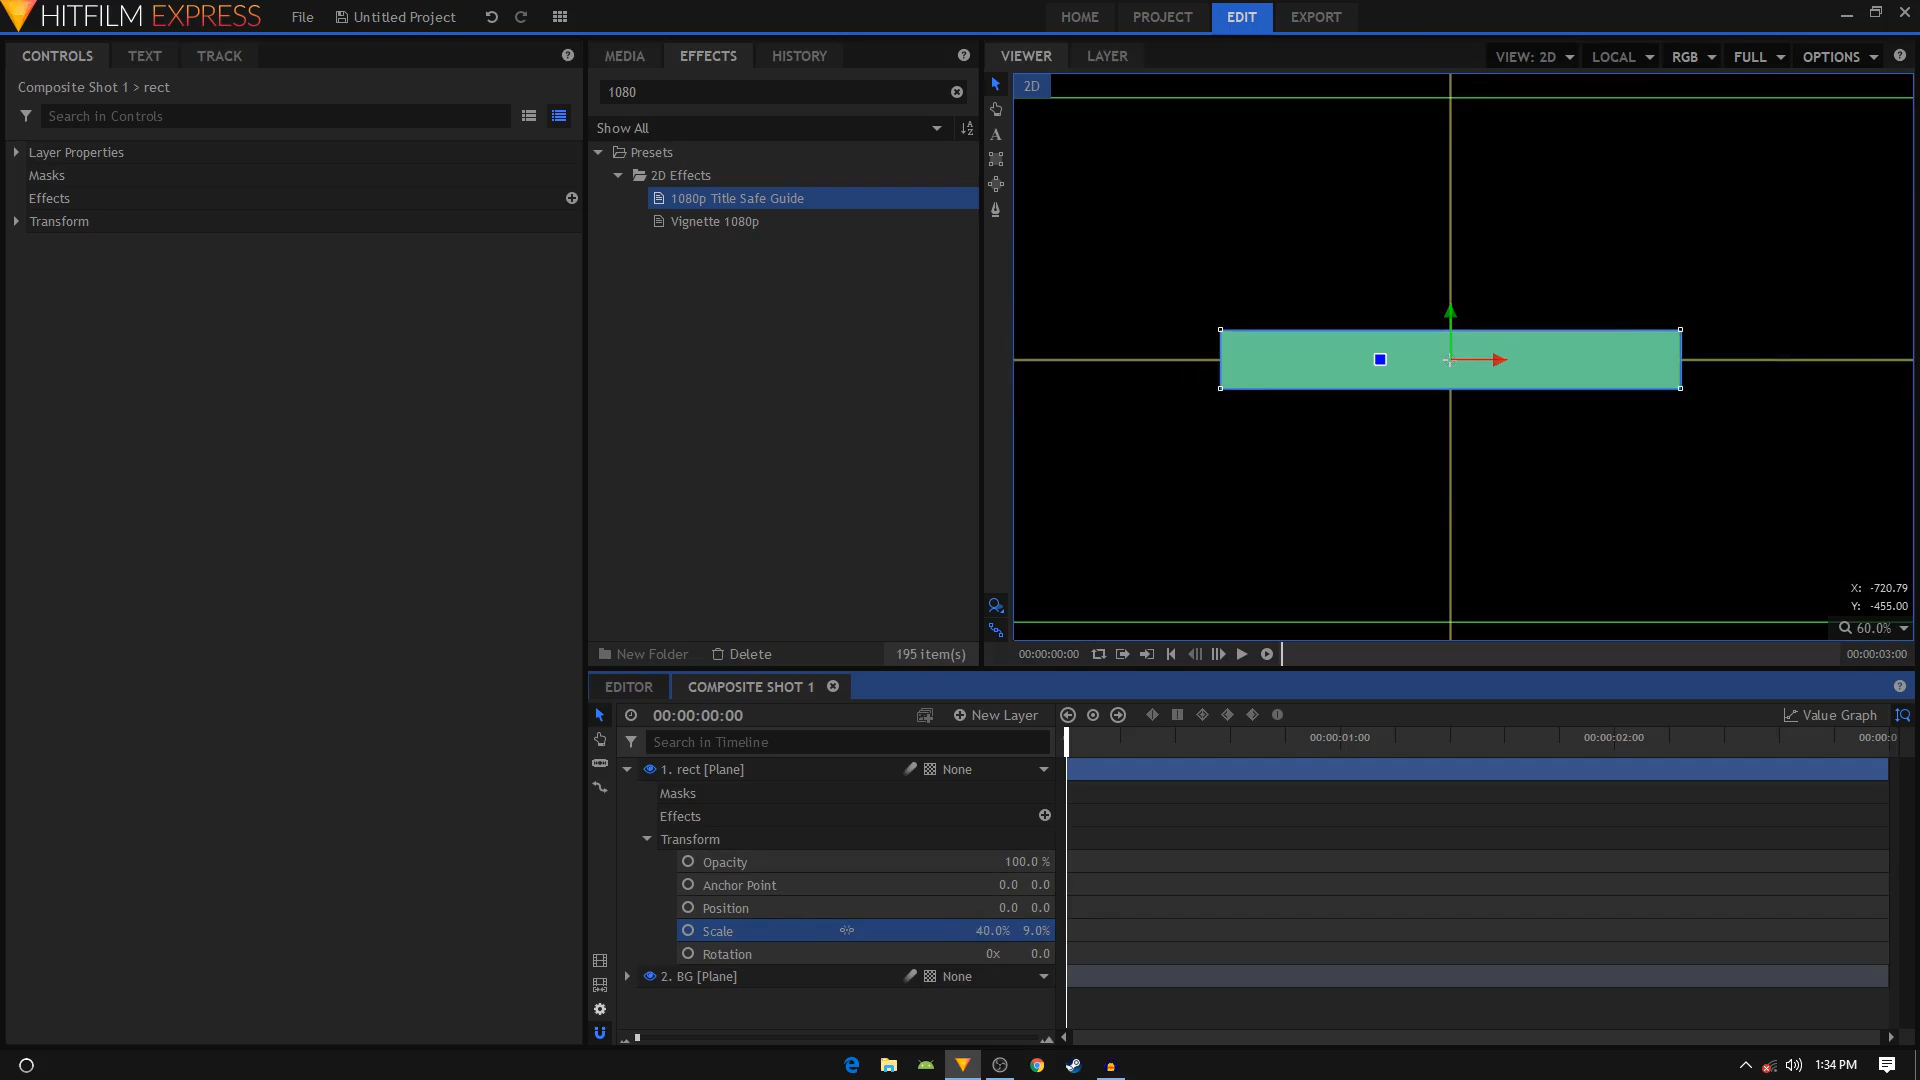 HITFILM EXPRESS
File
Untitled Project
HOME
PROJECT
EDIT
EXPORT
CONTROLS
TEXT
TRACK
Composite Shot 1 > rect
Search in Controls
Layer Properties
Masks
Effects
Transform
MEDIA
EFFECTS
HISTORY
1080
Show All
Presets
2D Effects
1080p Title Safe Guide
Vignette 1080p
New Folder
Delete
195 item(s)
VIEWER
LAYER
VIEW: 2D
LOCAL
RGB
FULL
OPTIONS
2D
X: -720.79
Y: -455.00
60.0%
00:00:00:00
00:00:03:00
EDITOR
COMPOSITE SHOT 1
00:00:00:00
New Layer
Value Graph
Search in Timeline
00:00:01:00
00:00:02:00
00:00:0
1. rect [Plane]
None
Masks
Effects
Transform
Opacity 100.0 %
Anchor Point 0.0 0.0
Position 0.0 0.0
Scale 40.0% 9.0%
Rotation 0x 0.0
2. BG [Plane]
None
1:34 PM